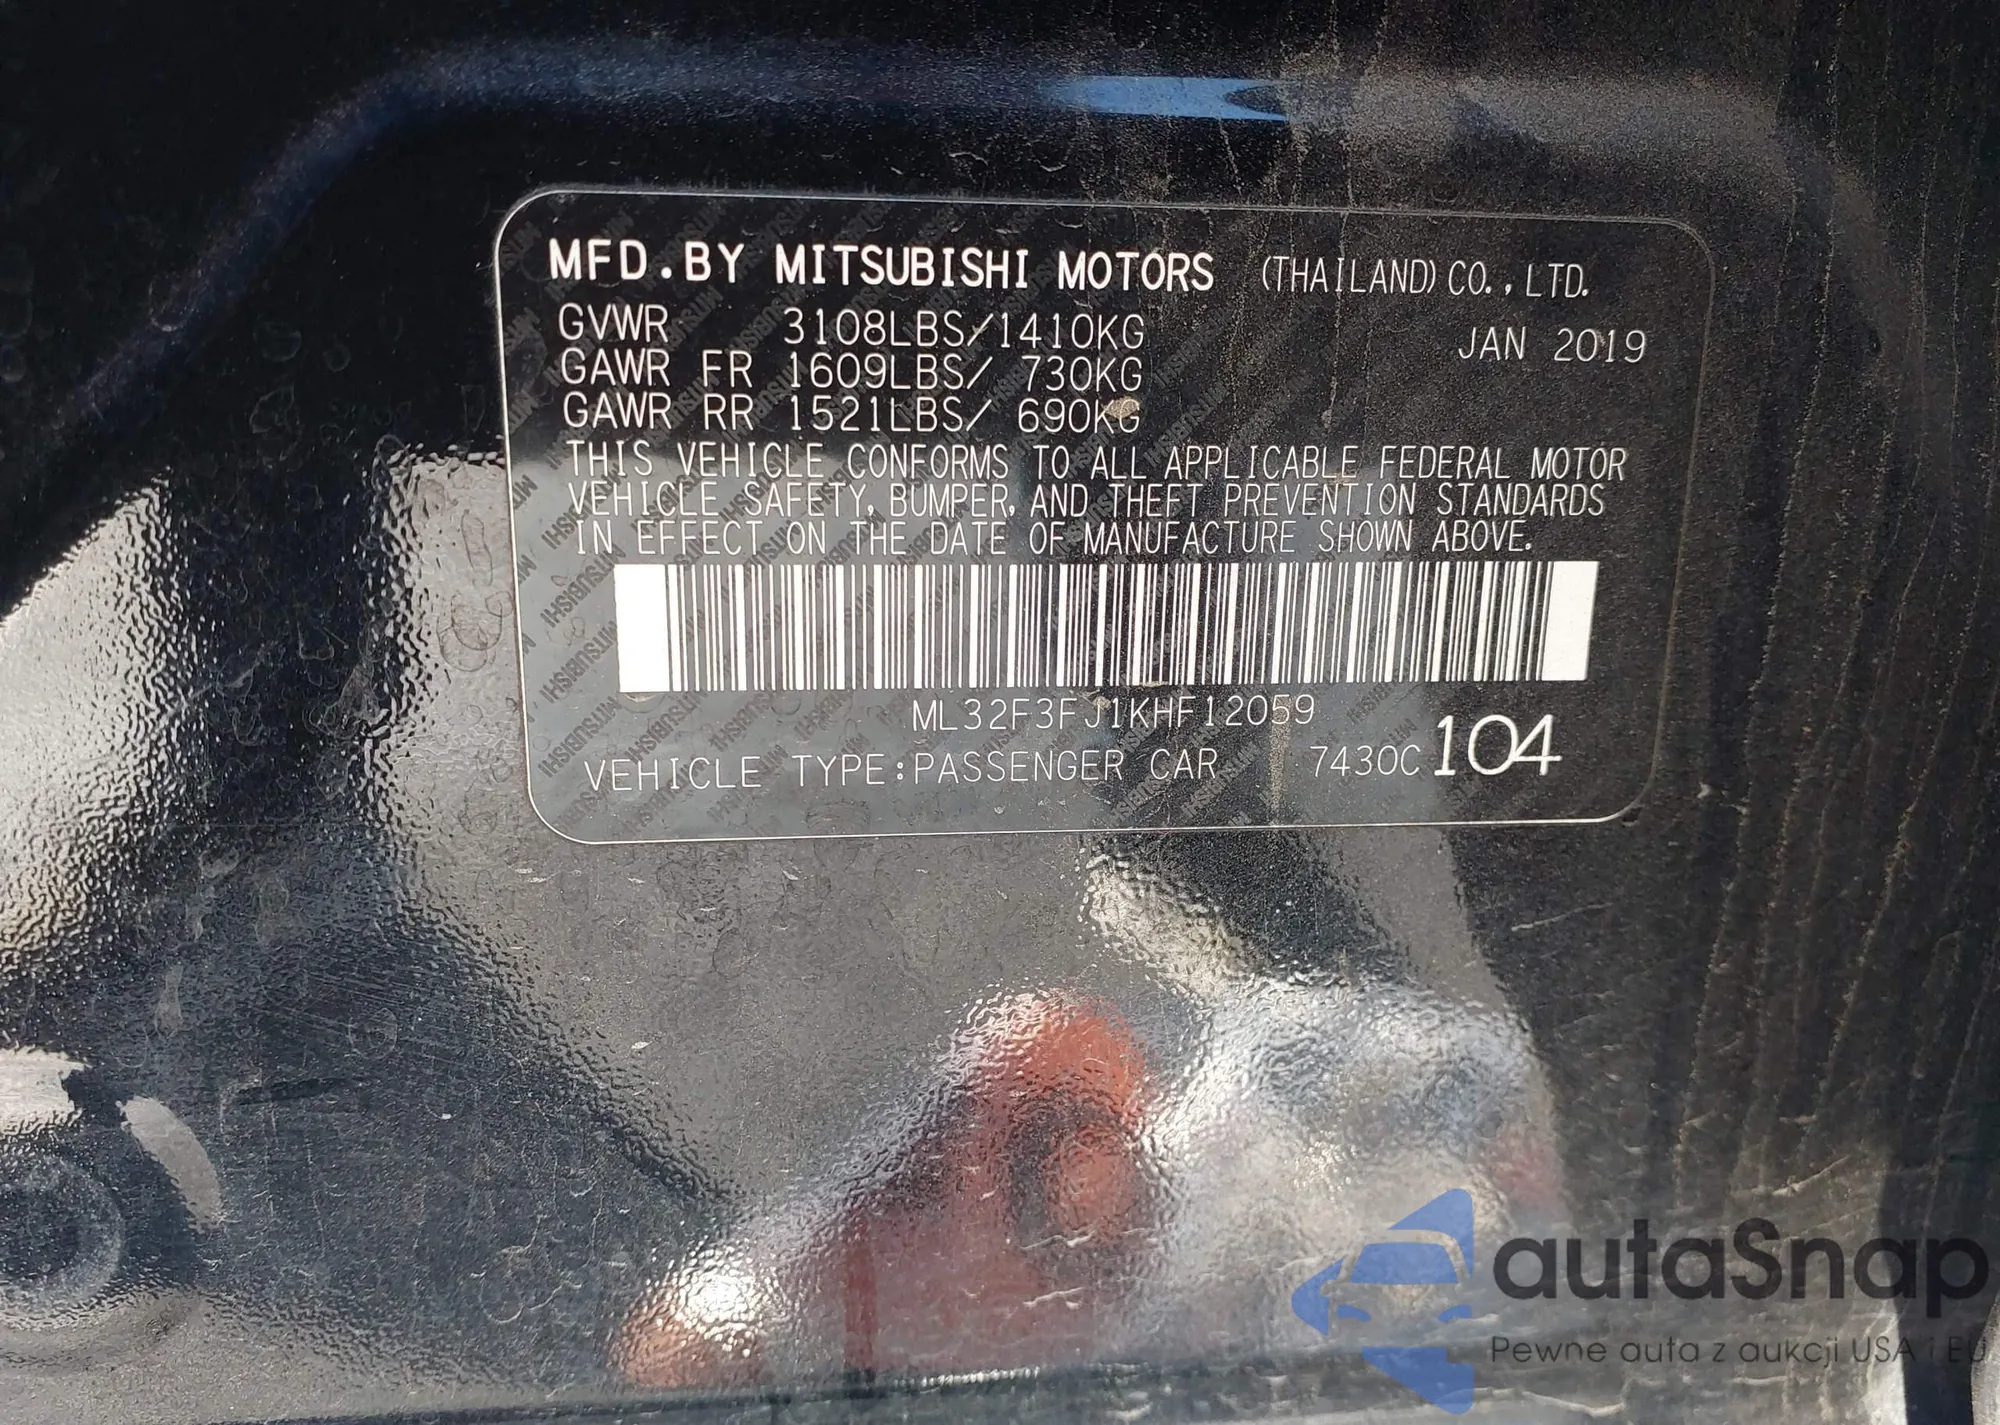 MFD.BY MITSUBISHI MOTORS (THAILAND) CO., LTD.
GVWR 3108LBS/1410KG JAN 2019
GAWR FR 1609LBS/ 730KG
GAWR RR 1521LBS/ 690KG
THIS VEHICLE CONFORMS TO ALL APPLICABLE FEDERAL MOTOR
VEHICLE SAFETY, BUMPER, AND THEFT PREVENTION STANDARDS
IN EFFECT ON THE DATE OF MANUFACTURE SHOWN ABOVE.
ML32F3FJ1KHF12059
VEHICLE TYPE:PASSENGER CAR 7430C 104
autaSnap
Pewne auta z aukcji USA i EU